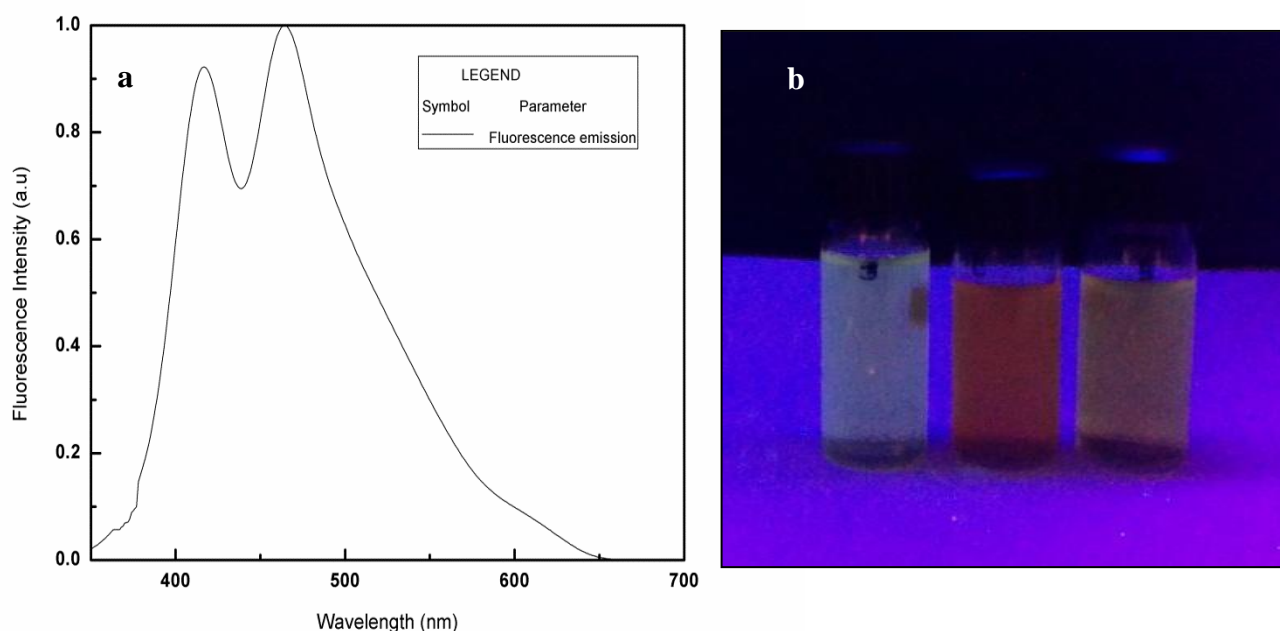 a
1.0
0.8
0.6
0.4
0.2
0.0
Fluorescence Intensity (a.u)
LEGEND
Symbol Parameter
Fluorescence emission
400 500 600 700
Wavelength (nm)
b